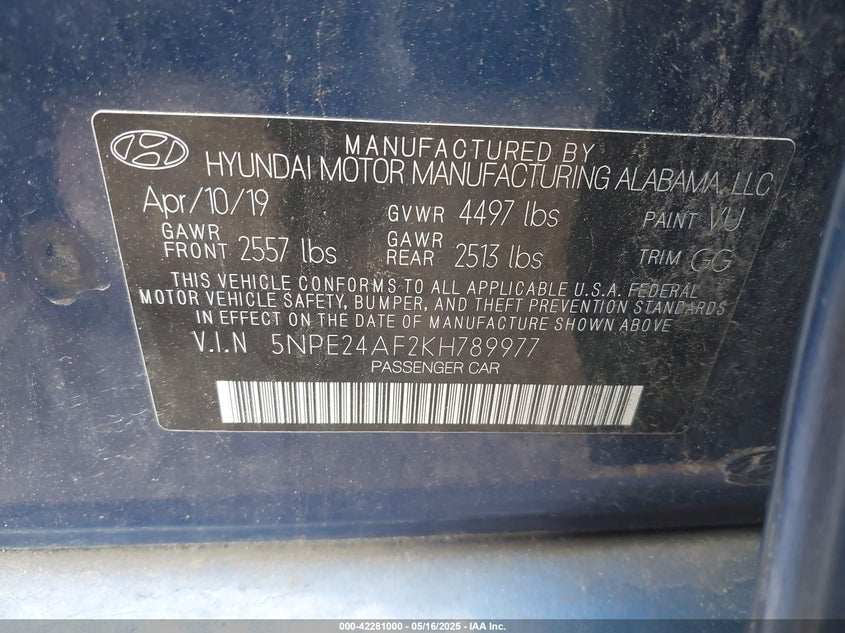 MANUFACTURED BY
HYUNDAI MOTOR MANUFACTURING ALABAMA, LLC
Apr/10/19 GVWR 4497 lbs PAINT VU
GAWR FRONT 2557 lbs GAWR REAR 2513 lbs TRIM GG
THIS VEHICLE CONFORMS TO ALL APPLICABLE U.S.A. FEDERAL
MOTOR VEHICLE SAFETY, BUMPER, AND THEFT PREVENTION STANDARDS
IN EFFECT ON THE DATE OF MANUFACTURE SHOWN ABOVE
V.I.N 5NPE24AF2KH789977
PASSENGER CAR
000-42281000 - 05/16/2025 - IAA Inc.